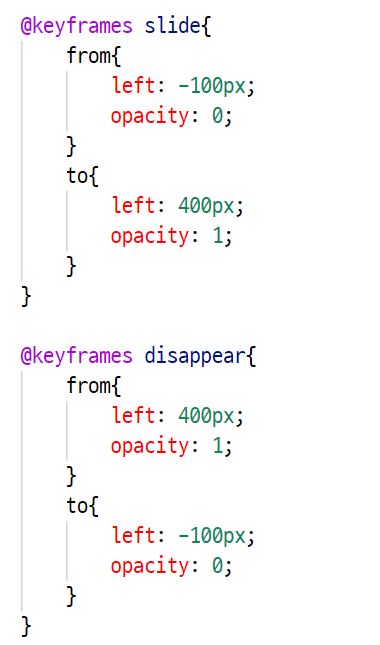 @keyframes slide{
    from{
        left: -100px;
        opacity: 0;
    }
    to{
        left: 400px;
        opacity: 1;
    }
}

@keyframes disappear{
    from{
        left: 400px;
        opacity: 1;
    }
    to{
        left: -100px;
        opacity: 0;
    }
}